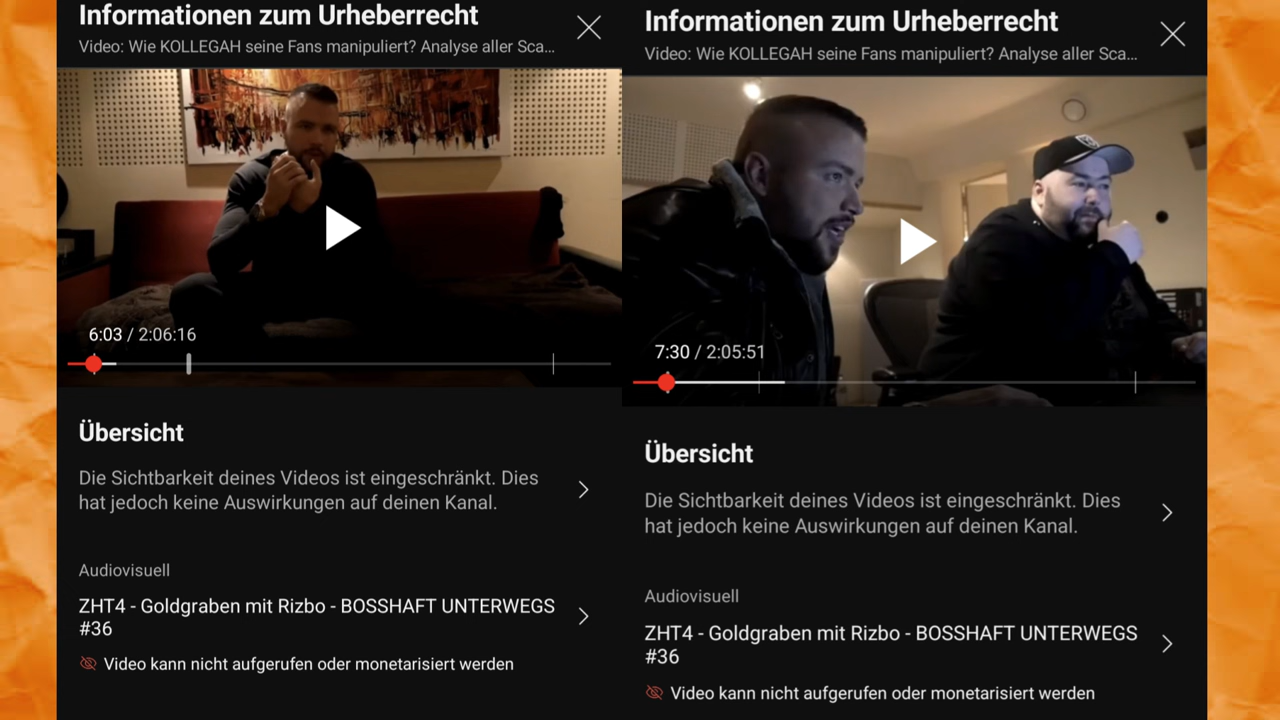 Informationen zum Urheberrecht
Video: Wie KOLLEGAH seine Fans manipuliert? Analyse aller Sca...
6:03 / 2:06:16
Übersicht
Die Sichtbarkeit deines Videos ist eingeschränkt. Dies
hat jedoch keine Auswirkungen auf deinen Kanal.
Audiovisuell
ZHT4 - Goldgraben mit Rizbo - BOSSHAFT UNTERWEGS
#36
Video kann nicht aufgerufen oder monetarisiert werden
Informationen zum Urheberrecht
Video: Wie KOLLEGAH seine Fans manipuliert? Analyse aller Sca...
7:30 / 2:05:51
Übersicht
Die Sichtbarkeit deines Videos ist eingeschränkt. Dies
hat jedoch keine Auswirkungen auf deinen Kanal.
Audiovisuell
ZHT4 - Goldgraben mit Rizbo - BOSSHAFT UNTERWEGS
#36
Video kann nicht aufgerufen oder monetarisiert werden